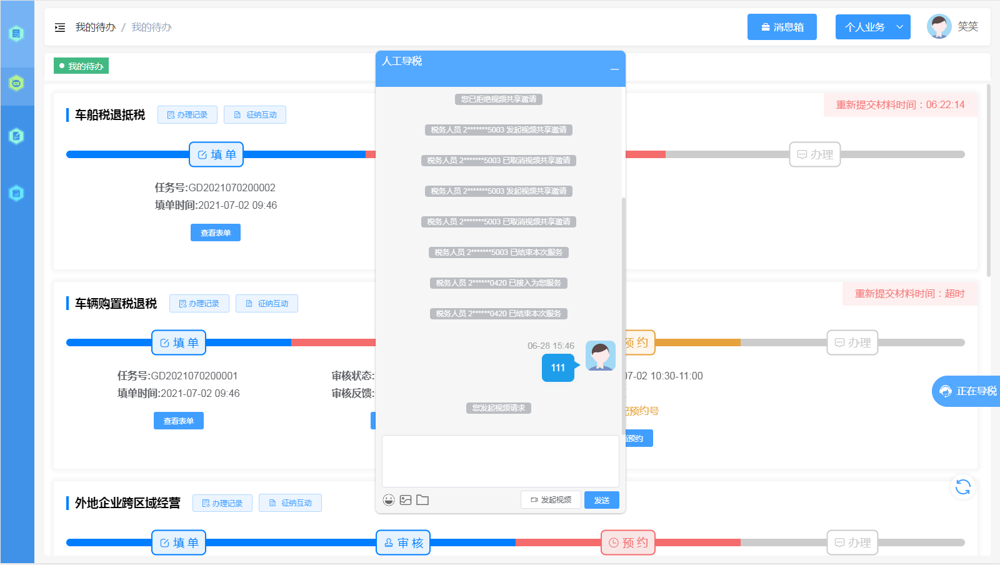 我的待办 / 我的待办
消息箱
个人业务
笑笑
我的待办
人工导税
您已拒绝视频共享邀请
税务人员 2*******5003 发起视频共享邀请
税务人员 2*******5003 已取消视频共享邀请
税务人员 2*******5003 发起视频共享邀请
税务人员 2*******5003 已取消视频共享邀请
税务人员 2*******5003 已结束本次服务
税务人员 2******0420 已接入为您服务
税务人员 2******0420 已结束本次服务
06-28 15:46
111
您发起视频请求
发起视频
发送
车船税退抵税
办理记录
征纳互动
重新提交材料时间：06:22:14
填 单
办理
任务号:GD2021070200002
填单时间:2021-07-02 09:46
查看表单
车辆购置税退税
办理记录
征纳互动
重新提交材料时间：超时
填 单
预 约
办理
任务号:GD2021070200001
填单时间:2021-07-02 09:46
查看表单
审核状态:
审核反馈:
07-02 10:30-11:00
预约号
预约
正在导税
外地企业跨区域经营
办理记录
征纳互动
填 单
审 核
预 约
办理